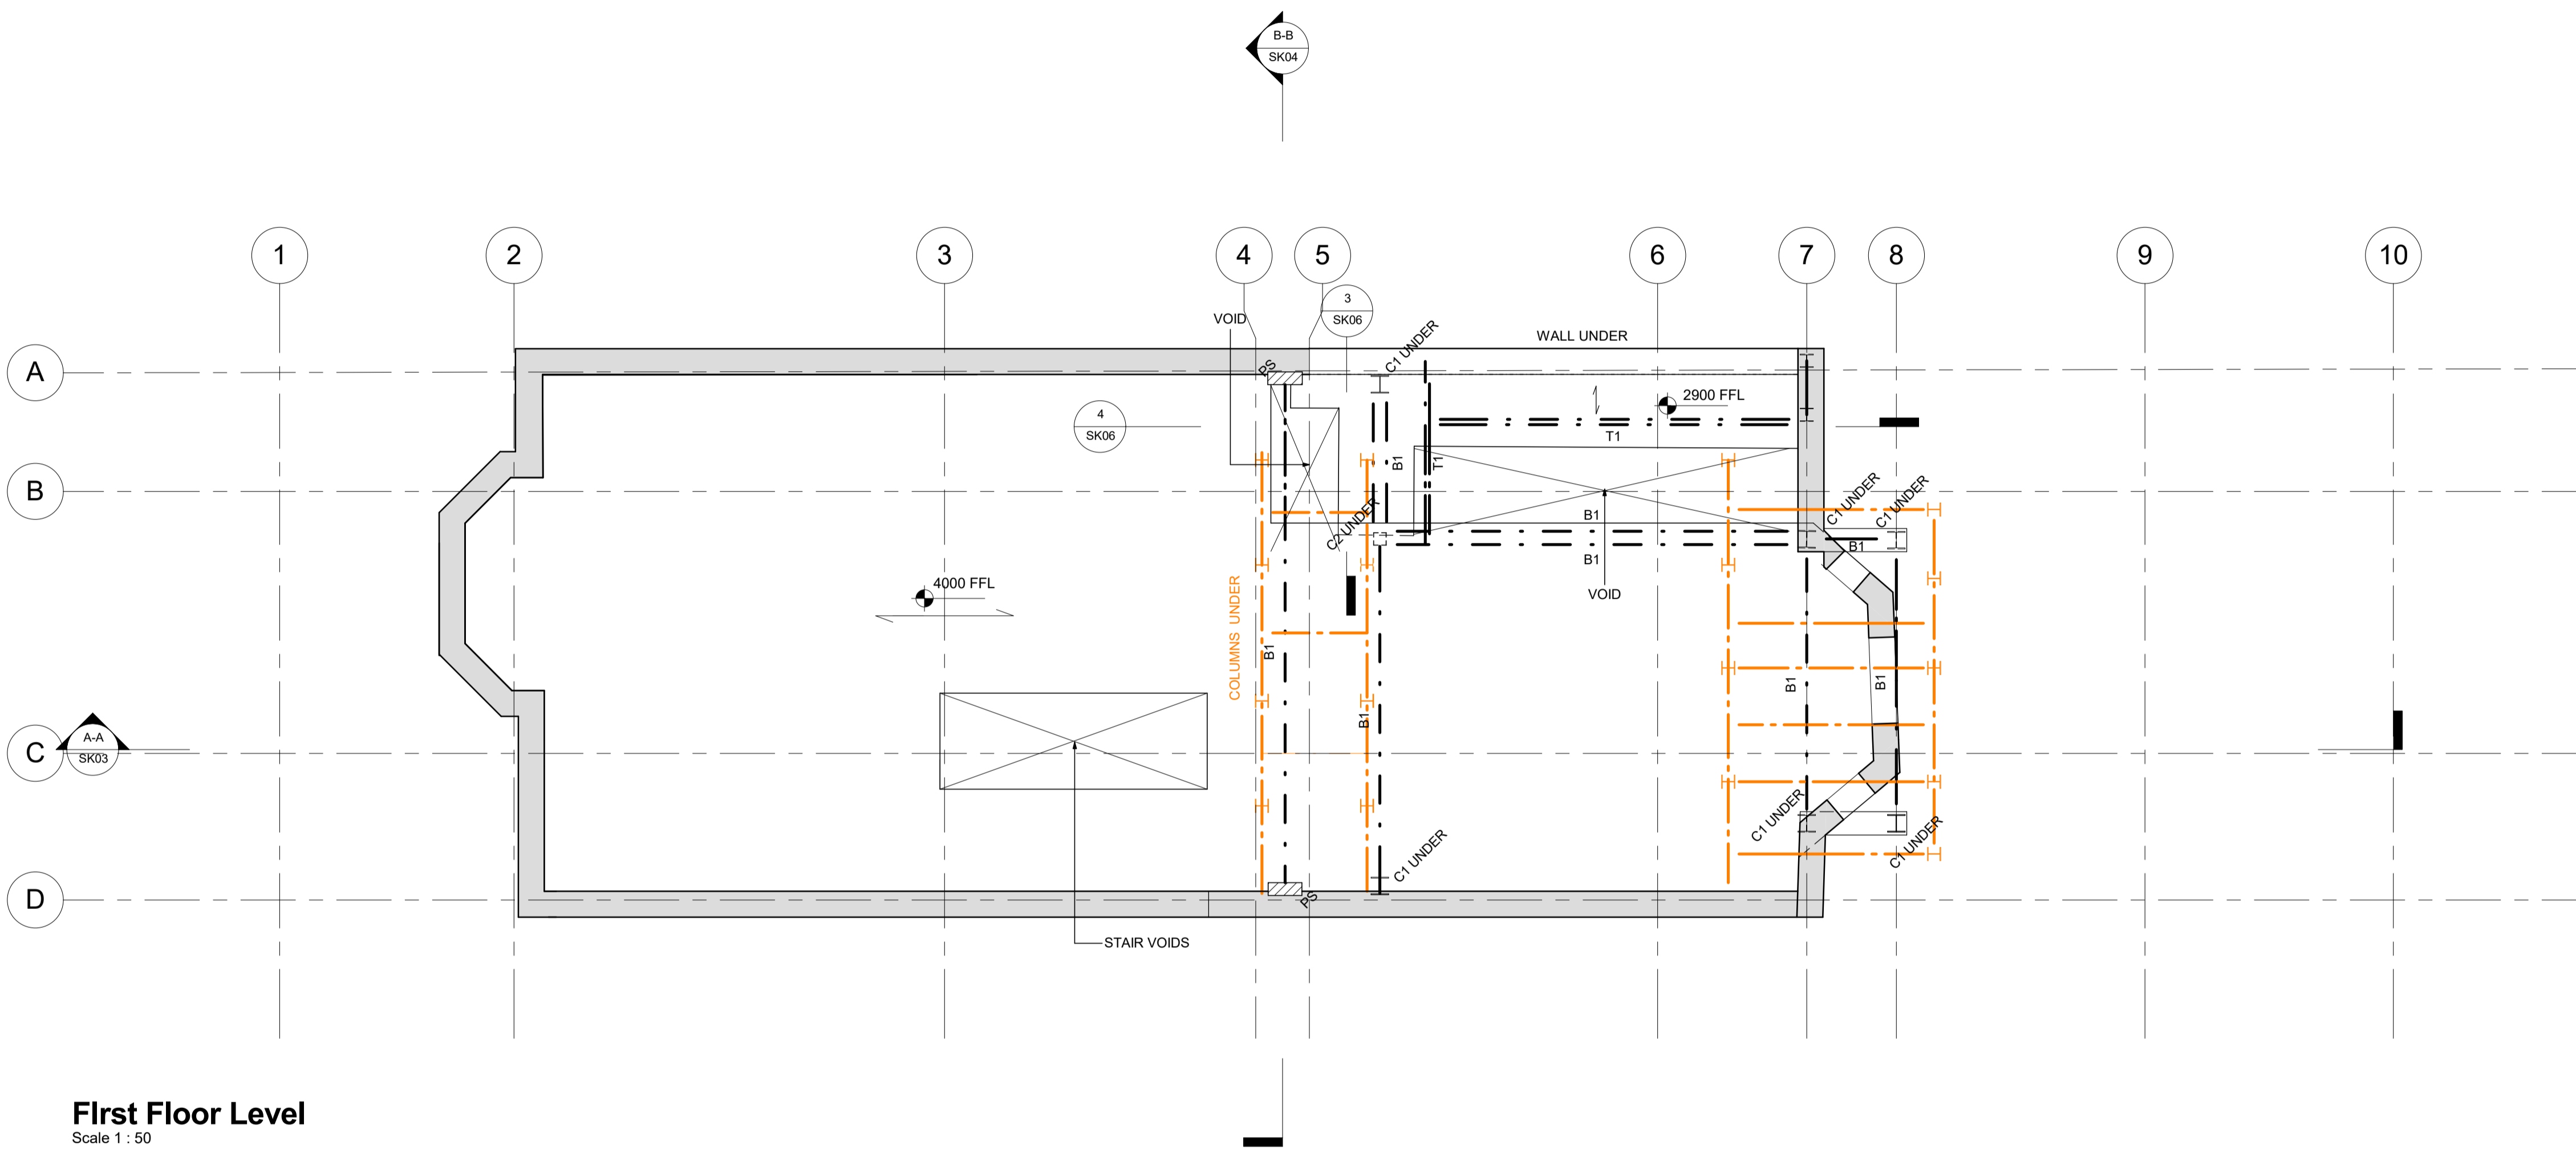 B-B
SK04
1
2
3
4
5
6
7
8
9
10
3
SK06
VOID
C1 UNDER
WALL UNDER
A
PS
2900 FFL
4
SK06
T1
B1
T1
B
C1 UNDER
C1 UNDER
B1
C2 UNDER
B1
B1
4000 FFL
VOID
COLUMNS UNDER
B1
B1
B1
B1
C
A-A
SK03
C1 UNDER
C1 UNDER
C1 UNDER
D
PS
STAIR VOIDS
FIrst Floor Level
Scale 1 : 50